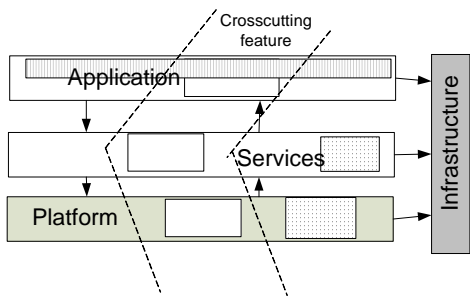 Crosscutting
feature
Application
Services
Platform
Infrastructure